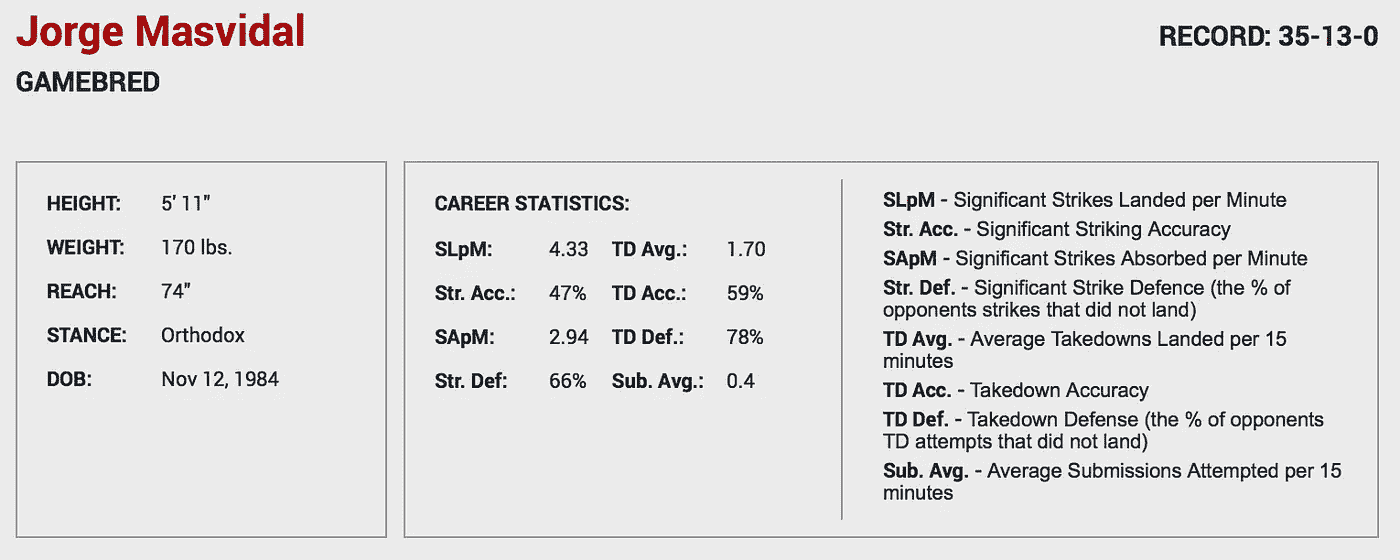 Jorge Masvidal
RECORD: 35-13-0
GAMEBRED
HEIGHT: 5' 11"
WEIGHT: 170 lbs.
REACH: 74"
STANCE: Orthodox
DOB: Nov 12, 1984
CAREER STATISTICS:
SLpM: 4.33 TD Avg.: 1.70
Str. Acc.: 47% TD Acc.: 59%
SApM: 2.94 TD Def.: 78%
Str. Def: 66% Sub. Avg.: 0.4
SLpM - Significant Strikes Landed per Minute
Str. Acc. - Significant Striking Accuracy
SApM - Significant Strikes Absorbed per Minute
Str. Def. - Significant Strike Defence (the % of
opponents strikes that did not land)
TD Avg. - Average Takedowns Landed per 15
minutes
TD Acc. - Takedown Accuracy
TD Def. - Takedown Defense (the % of opponents
TD attempts that did not land)
Sub. Avg. - Average Submissions Attempted per 15
minutes